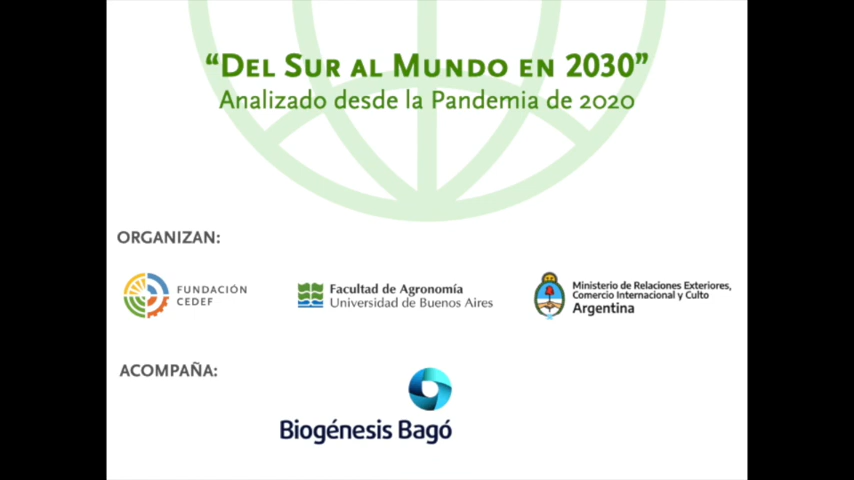 “DEL SUR AL MUNDO EN 2030”
Analizado desde la Pandemia de 2020
ORGANIZAN:
FUNDACIÓN
CEDEF
Facultad de Agronomía
Universidad de Buenos Aires
Ministerio de Relaciones Exteriores,
Comercio Internacional y Culto
Argentina
ACOMPAÑA:
Biogénesis Bagó